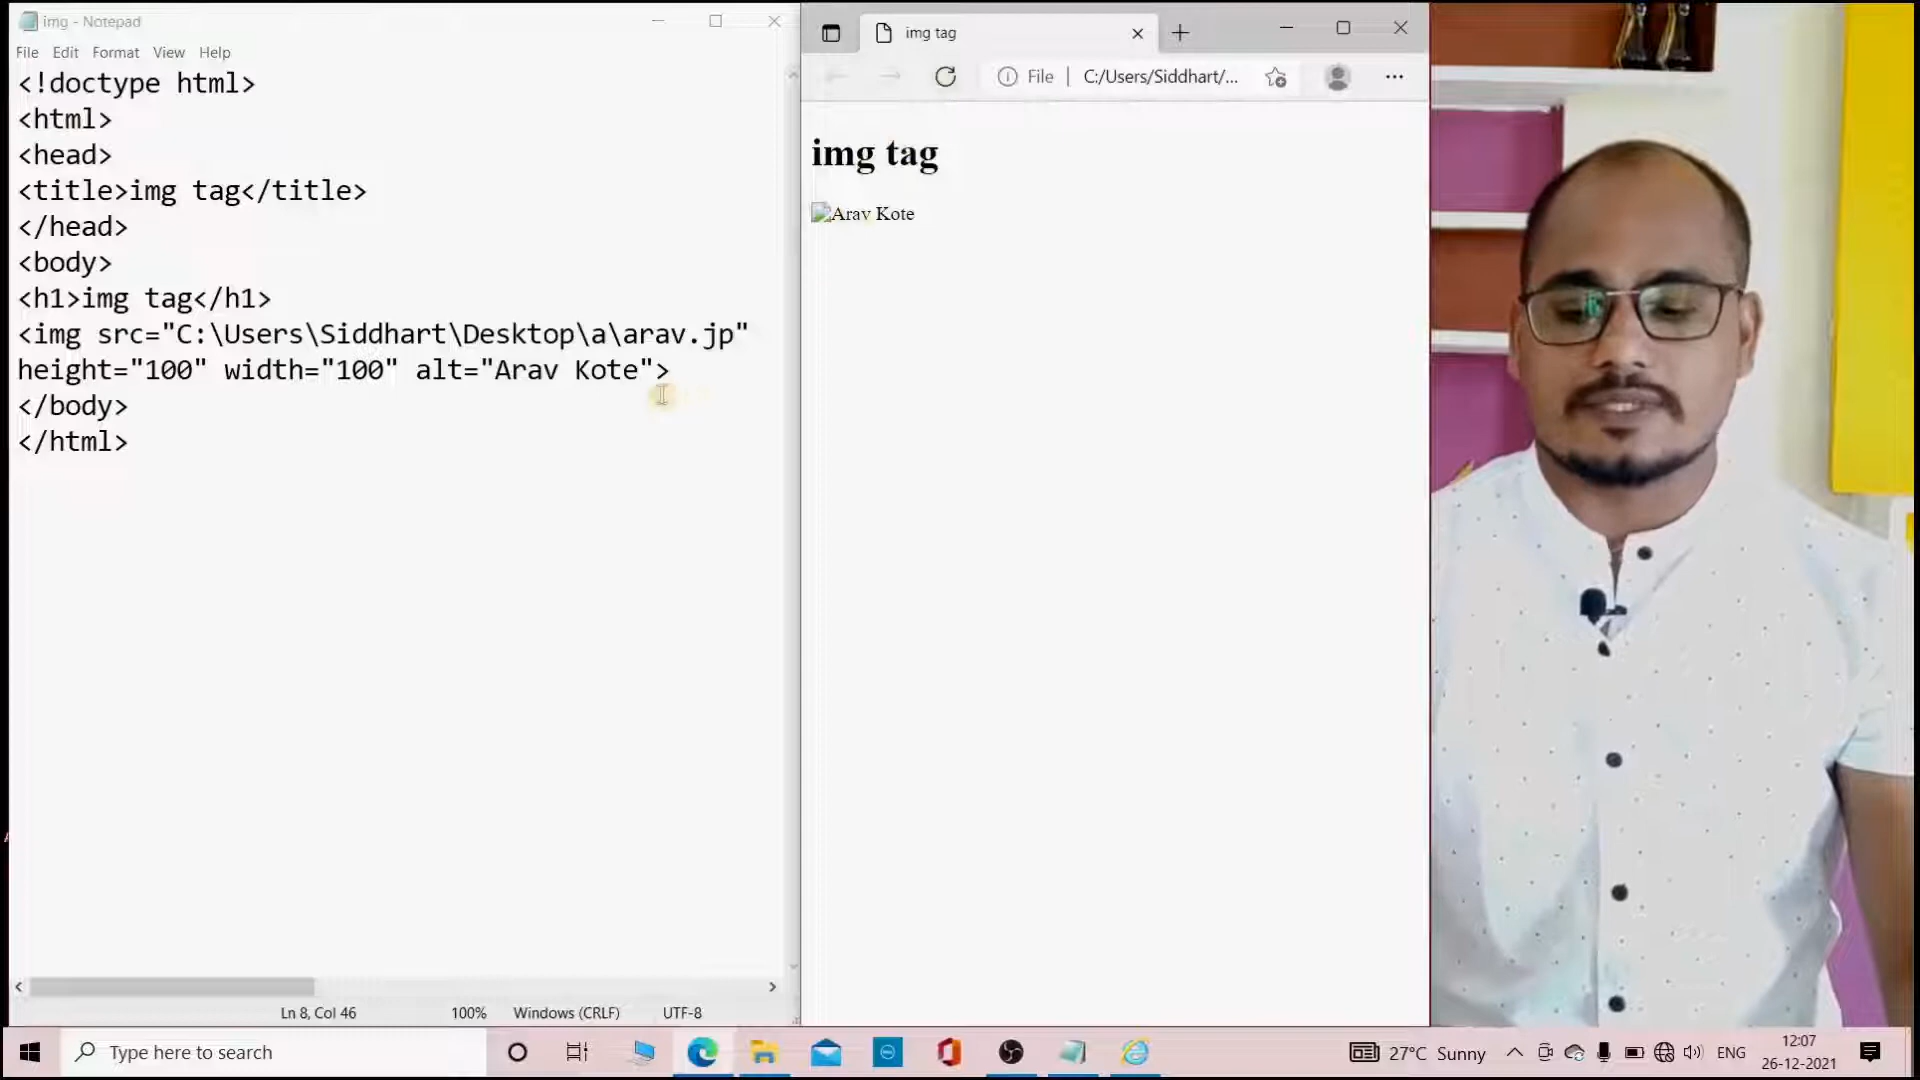 img - Notepad
File Edit Format View Help
<!doctype html>
<html>
<head>
<title>img tag</title>
</head>
<body>
<h1>img tag</h1>
<img src="C:\Users\Siddhart\Desktop\a\arav.jp"
height="100" width="100" alt="Arav Kote">
</body>
</html>
Ln 8, Col 46 100% Windows (CRLF) UTF-8
img tag
File C:/Users/Siddhart/...
img tag
Arav Kote
Type here to search
27°C Sunny
ENG
12:07
26-12-2021